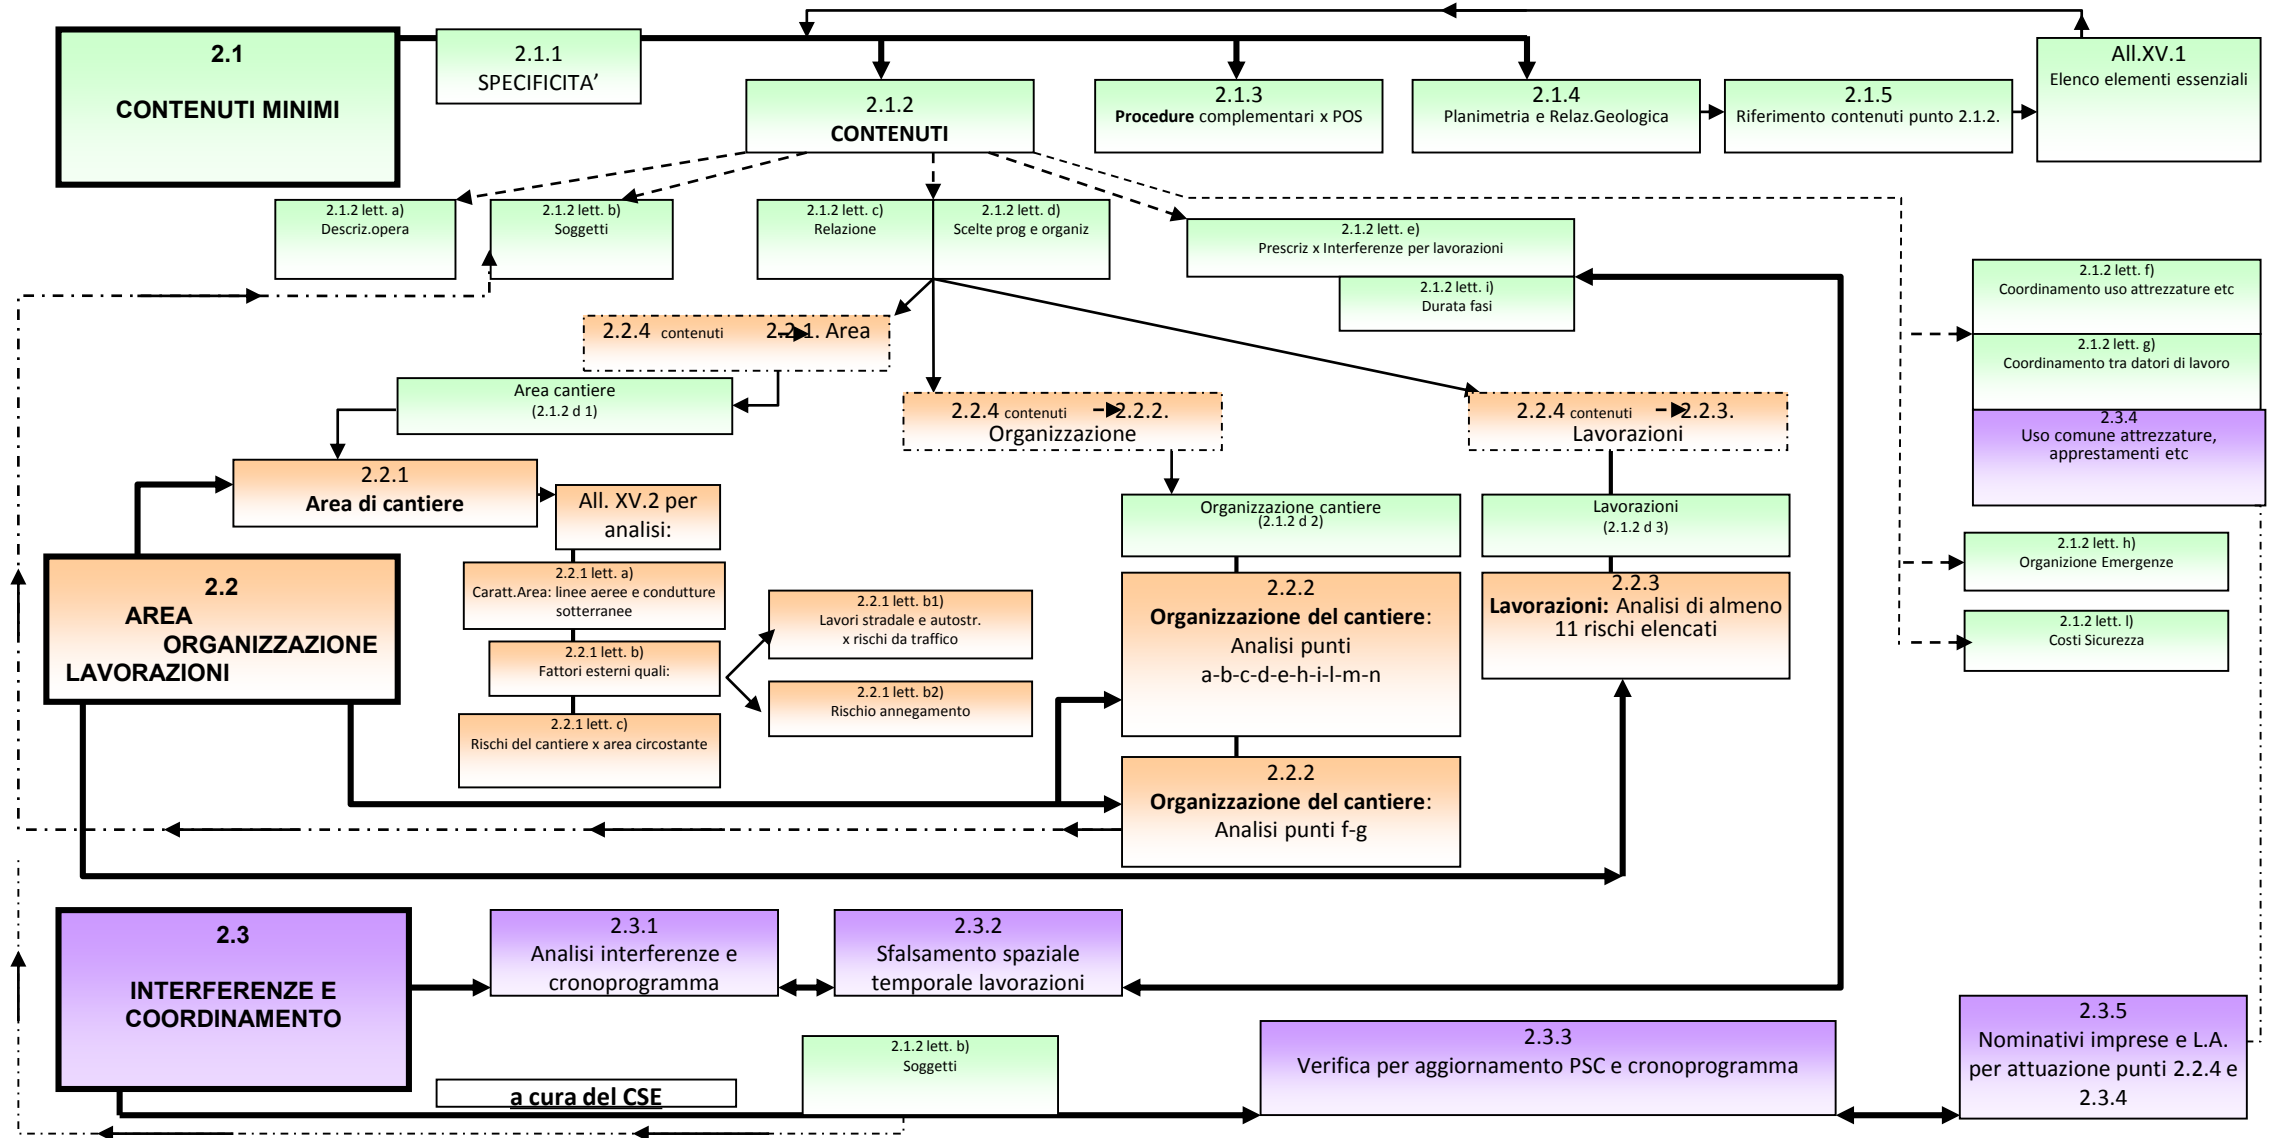 2.1
CONTENUTI MINIMI
2.1.1
SPECIFICITA’
2.1.2
CONTENUTI
2.1.3
Procedure complementari x POS
2.1.4
Planimetria e Relaz.Geologica
2.1.5
Riferimento contenuti punto 2.1.2.
All.XV.1
Elenco elementi essenziali
2.1.2 lett. a)
Descriz.opera
2.1.2 lett. b)
Soggetti
2.1.2 lett. c)
Relazione
2.1.2 lett. d)
Scelte prog e organiz
2.1.2 lett. e)
Prescriz x Interferenze per lavorazioni
2.1.2 lett. i)
Durata fasi
2.1.2 lett. f)
Coordinamento uso attrezzature etc
2.1.2 lett. g)
Coordinamento tra datori di lavoro
2.3.4
Uso comune attrezzature,
apprestamenti etc
2.2.4 contenuti 2.2.1. Area
Area cantiere
(2.1.2 d 1)
2.2.4 contenuti 2.2.2.
Organizzazione
2.2.4 contenuti 2.2.3.
Lavorazioni
2.2.1
Area di cantiere
All. XV.2 per
analisi:
Organizzazione cantiere
(2.1.2 d 2)
Lavorazioni
(2.1.2 d 3)
2.1.2 lett. h)
Organizione Emergenze
2.1.2 lett. l)
Costi Sicurezza
2.2
AREA
ORGANIZZAZIONE
LAVORAZIONI
2.2.1 lett. a)
Caratt.Area: linee aeree e condutture
sotterranee
2.2.1 lett. b)
Fattori esterni quali:
2.2.1 lett. c)
Rischi del cantiere x area circostante
2.2.1 lett. b1)
Lavori stradale e autostr.
x rischi da traffico
2.2.1 lett. b2)
Rischio annegamento
2.2.2
Organizzazione del cantiere:
Analisi punti
a-b-c-d-e-h-i-l-m-n
2.2.3
Lavorazioni: Analisi di almeno
11 rischi elencati
2.2.2
Organizzazione del cantiere:
Analisi punti f-g
2.3
INTERFERENZE E
COORDINAMENTO
2.3.1
Analisi interferenze e
cronoprogramma
2.3.2
Sfalsamento spaziale
temporale lavorazioni
a cura del CSE
2.1.2 lett. b)
Soggetti
2.3.3
Verifica per aggiornamento PSC e cronoprogramma
2.3.5
Nominativi imprese e L.A.
per attuazione punti 2.2.4 e
2.3.4